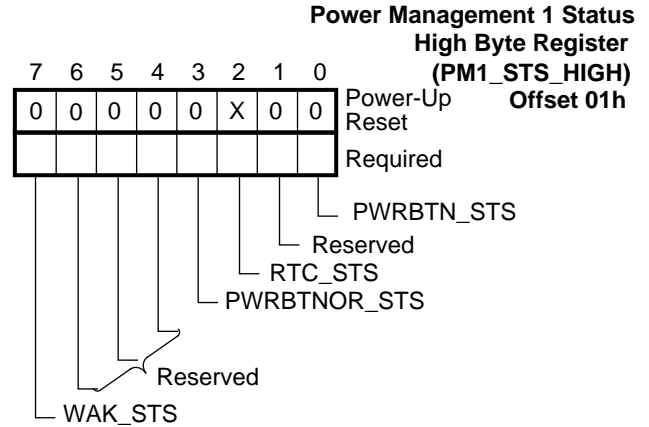 Power Management 1 Status
High Byte Register
(PM1_STS_HIGH)
Offset 01h
7 6 5 4 3 2 1 0
0 0 0 0 0 X 0 0 Power-Up
Reset
Required
PWRBTN_STS
Reserved
RTC_STS
PWRBTNOR_STS
Reserved
WAK_STS